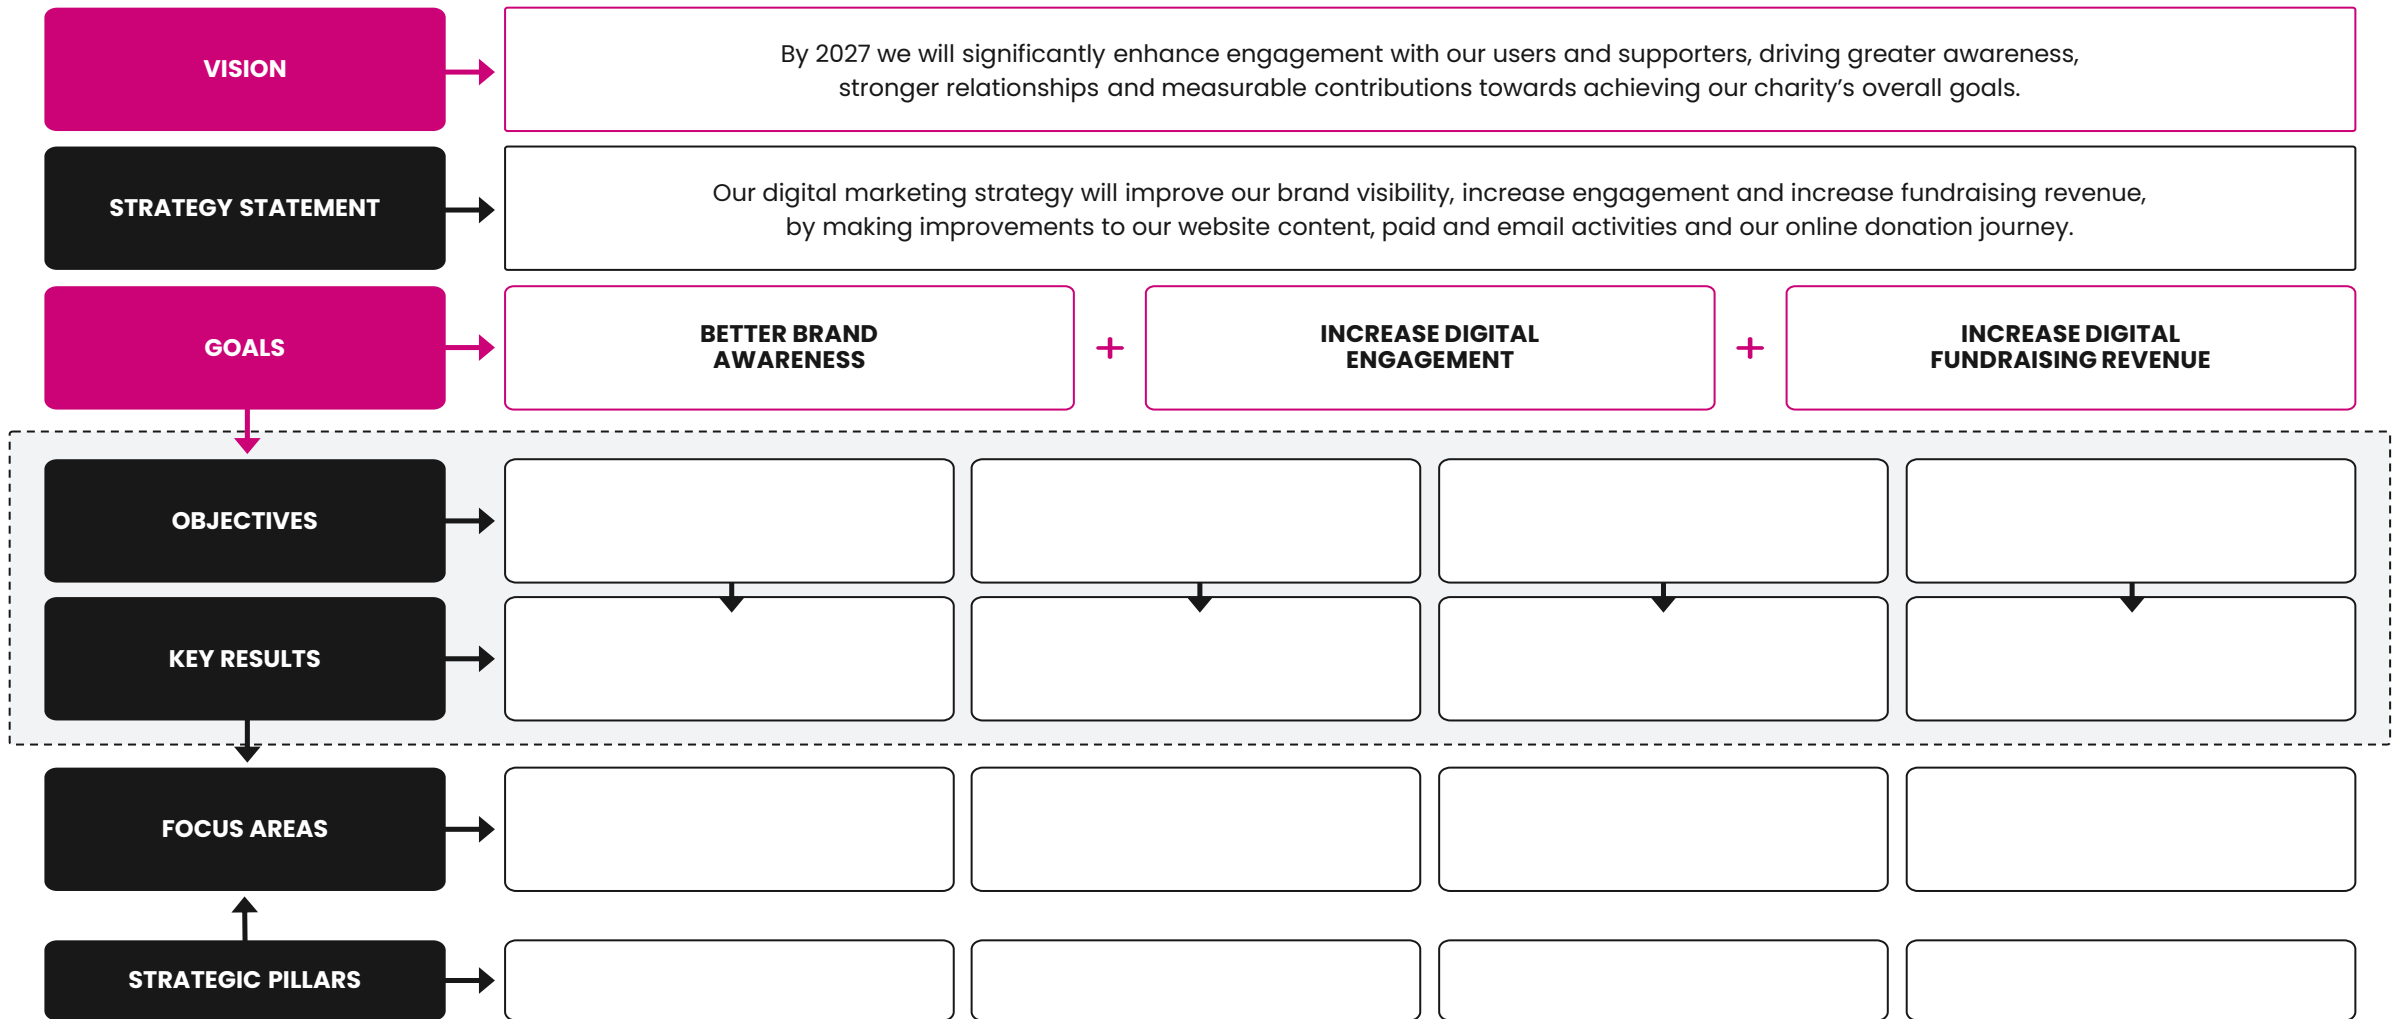 VISION
By 2027 we will significantly enhance engagement with our users and supporters, driving greater awareness,
stronger relationships and measurable contributions towards achieving our charity’s overall goals.
STRATEGY STATEMENT
Our digital marketing strategy will improve our brand visibility, increase engagement and increase fundraising revenue,
by making improvements to our website content, paid and email activities and our online donation journey.
GOALS
BETTER BRAND
AWARENESS
+
INCREASE DIGITAL
ENGAGEMENT
+
INCREASE DIGITAL
FUNDRAISING REVENUE
OBJECTIVES
KEY RESULTS
FOCUS AREAS
STRATEGIC PILLARS